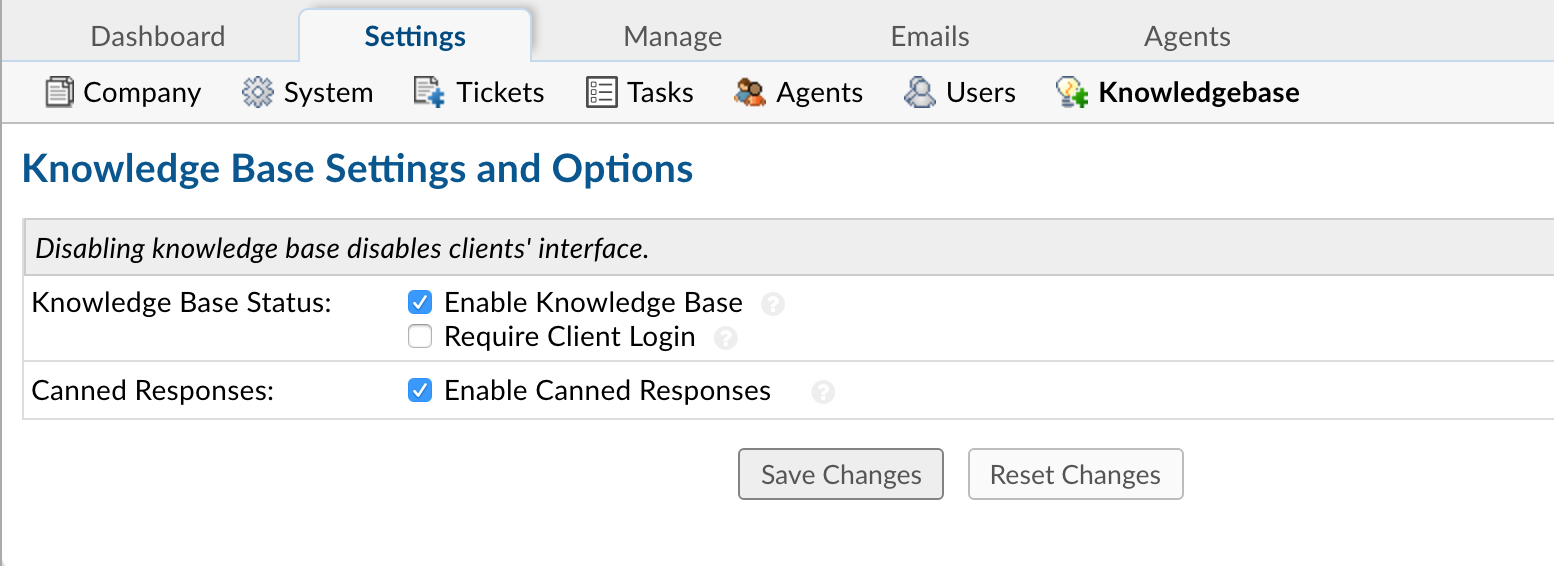 Dashboard Settings Manage Emails Agents
Company System Tickets Tasks Agents Users Knowledgebase
Knowledge Base Settings and Options
Disabling knowledge base disables clients' interface.
Knowledge Base Status: Enable Knowledge Base ?
Require Client Login ?
Canned Responses: Enable Canned Responses ?
Save Changes Reset Changes